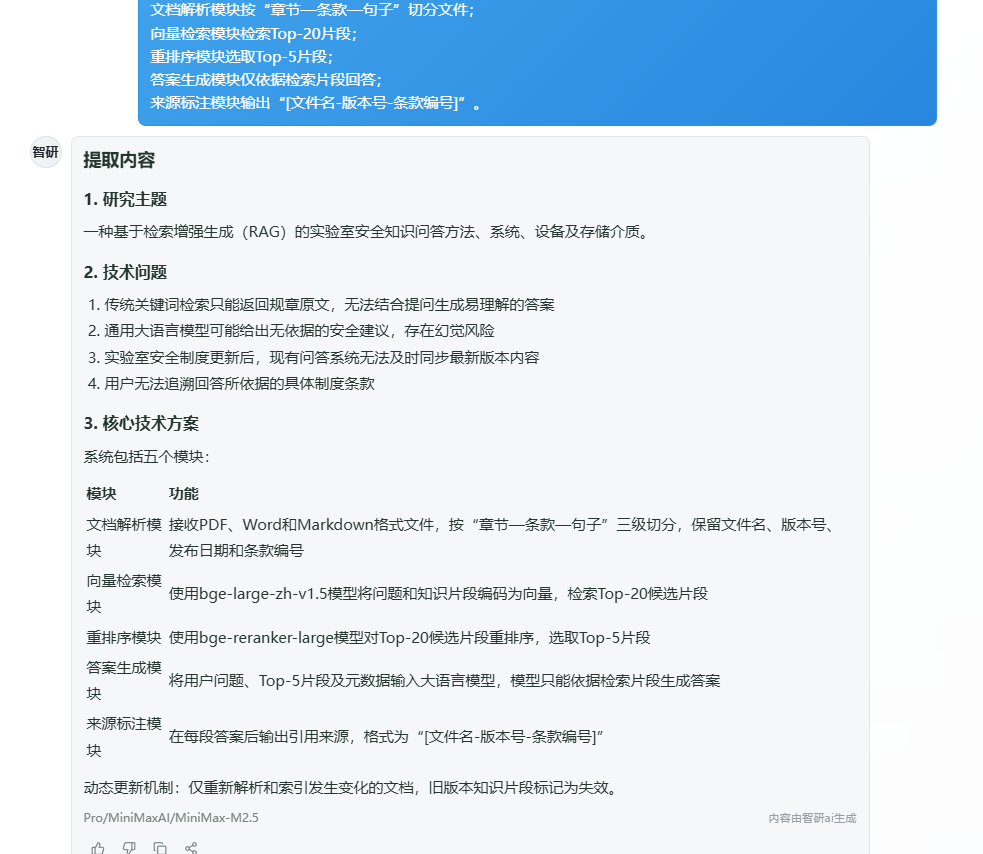 文档解析模块按“章节—条款—句子”切分文件；
向量检索模块检索Top-20片段；
重排序模块选取Top-5片段；
答案生成模块仅依据检索片段回答；
来源标注模块输出“[文件名-版本号-条款编号]”。
智研
提取内容
1. 研究主题
一种基于检索增强生成（RAG）的实验室安全知识问答方法、系统、设备及存储介质。
2. 技术问题
1. 传统关键词检索只能返回规章原文，无法结合提问生成易理解的答案
2. 通用大语言模型可能给出无依据的安全建议，存在幻觉风险
3. 实验室安全制度更新后，现有问答系统无法及时同步最新版本内容
4. 用户无法追溯回答所依据的具体制度条款
3. 核心技术方案
系统包括五个模块：
模块 功能
文档解析模
块
接收PDF、Word和Markdown格式文件，按“章节—条款—句子”三级切分，保留文件名、版本号、
发布日期和条款编号
向量检索模
块
使用bge-large-zh-v1.5模型将问题和知识片段编码为向量，检索Top-20候选片段
重排序模块 使用bge-reranker-large模型对Top-20候选片段重排序，选取Top-5片段
答案生成模
块
将用户问题、Top-5片段及元数据输入大语言模型，模型只能依据检索片段生成答案
来源标注模
块
在每段答案后输出引用来源，格式为“[文件名-版本号-条款编号]”
动态更新机制：仅重新解析和索引发生变化的文档，旧版本知识片段标记为失效。
Pro/MiniMaxAI/MiniMax-M2.5 内容由智研ai生成